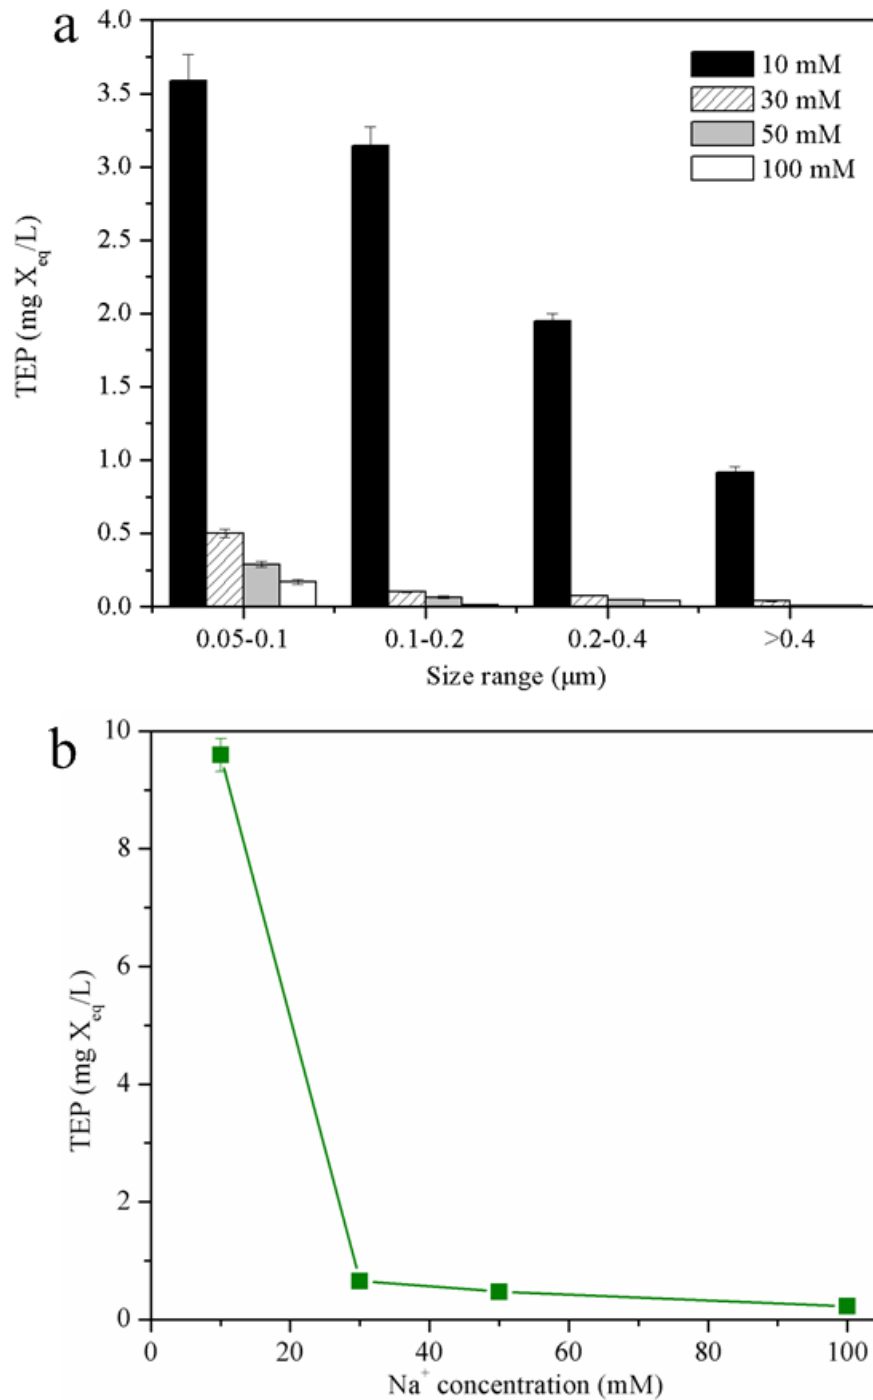 a
4.0
3.5
3.0
2.5
2.0
1.5
1.0
0.5
0.0
TEP (mg X_eq/L)
10 mM
30 mM
50 mM
100 mM
0.05-0.1 0.1-0.2 0.2-0.4 >0.4
Size range (μm)
b
10
8
6
4
2
0
TEP (mg X_eq/L)
0 20 40 60 80 100
Na⁺ concentration (mM)